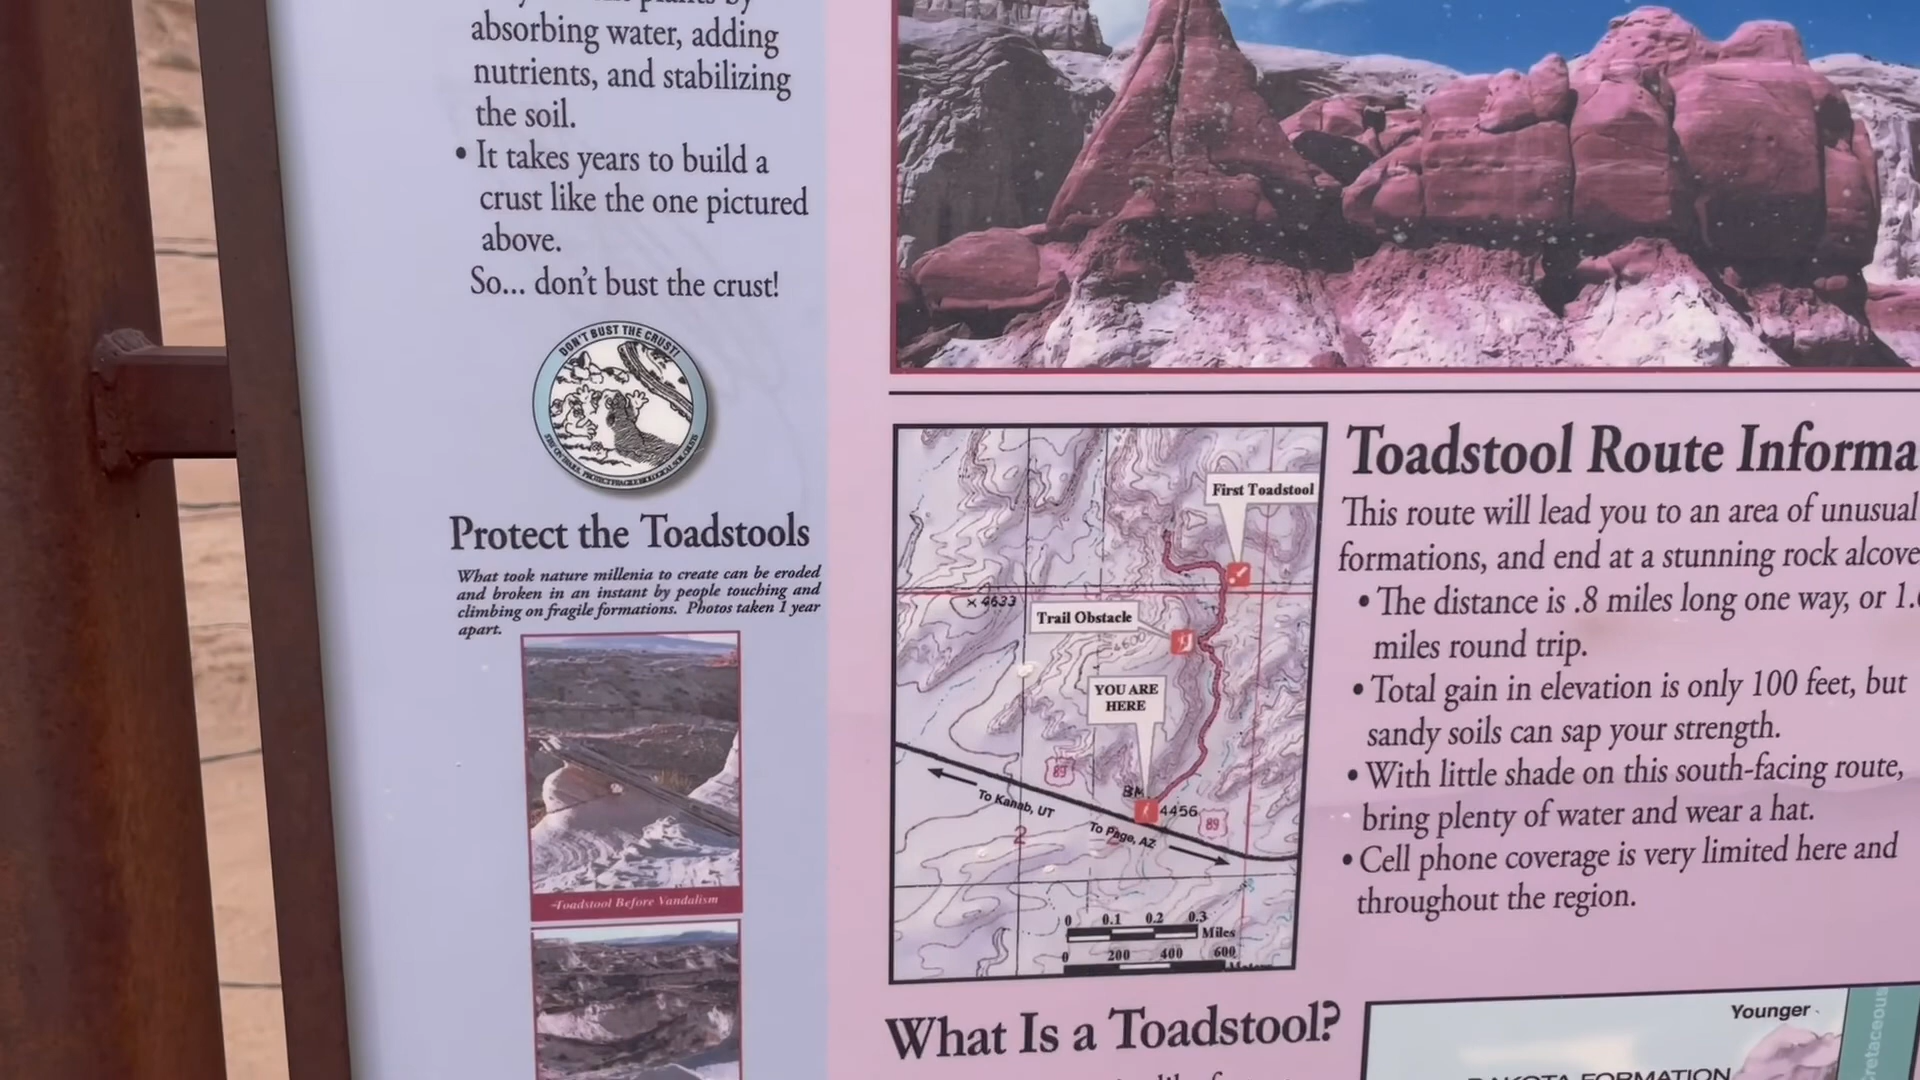 absorbing water, adding
nutrients, and stabilizing
the soil.
• It takes years to build a
crust like the one pictured
above.
So... don't bust the crust!
DON'T BUST THE CRUST!
Protect the Toadstools
What took nature millenia to create can be eroded
and broken in an instant by people touching and
climbing on fragile formations. Photos taken 1 year
apart.
Toadstool Before Vandalism
First Toadstool
x 4633
Trail Obstacle
4600
YOU ARE
HERE
89
BM
4456
89
To Kanab, UT
To Page, AZ
2
0 0.1 0.2 0.3
Miles
200 400 600
0
Toadstool Route Informa
This route will lead you to an area of unusual
formations, and end at a stunning rock alcove
• The distance is .8 miles long one way, or 1.
miles round trip.
• Total gain in elevation is only 100 feet, but
sandy soils can sap your strength.
• With little shade on this south-facing route,
bring plenty of water and wear a hat.
• Cell phone coverage is very limited here and
throughout the region.
What Is a Toadstool?
Younger
retaceous
FORMATION